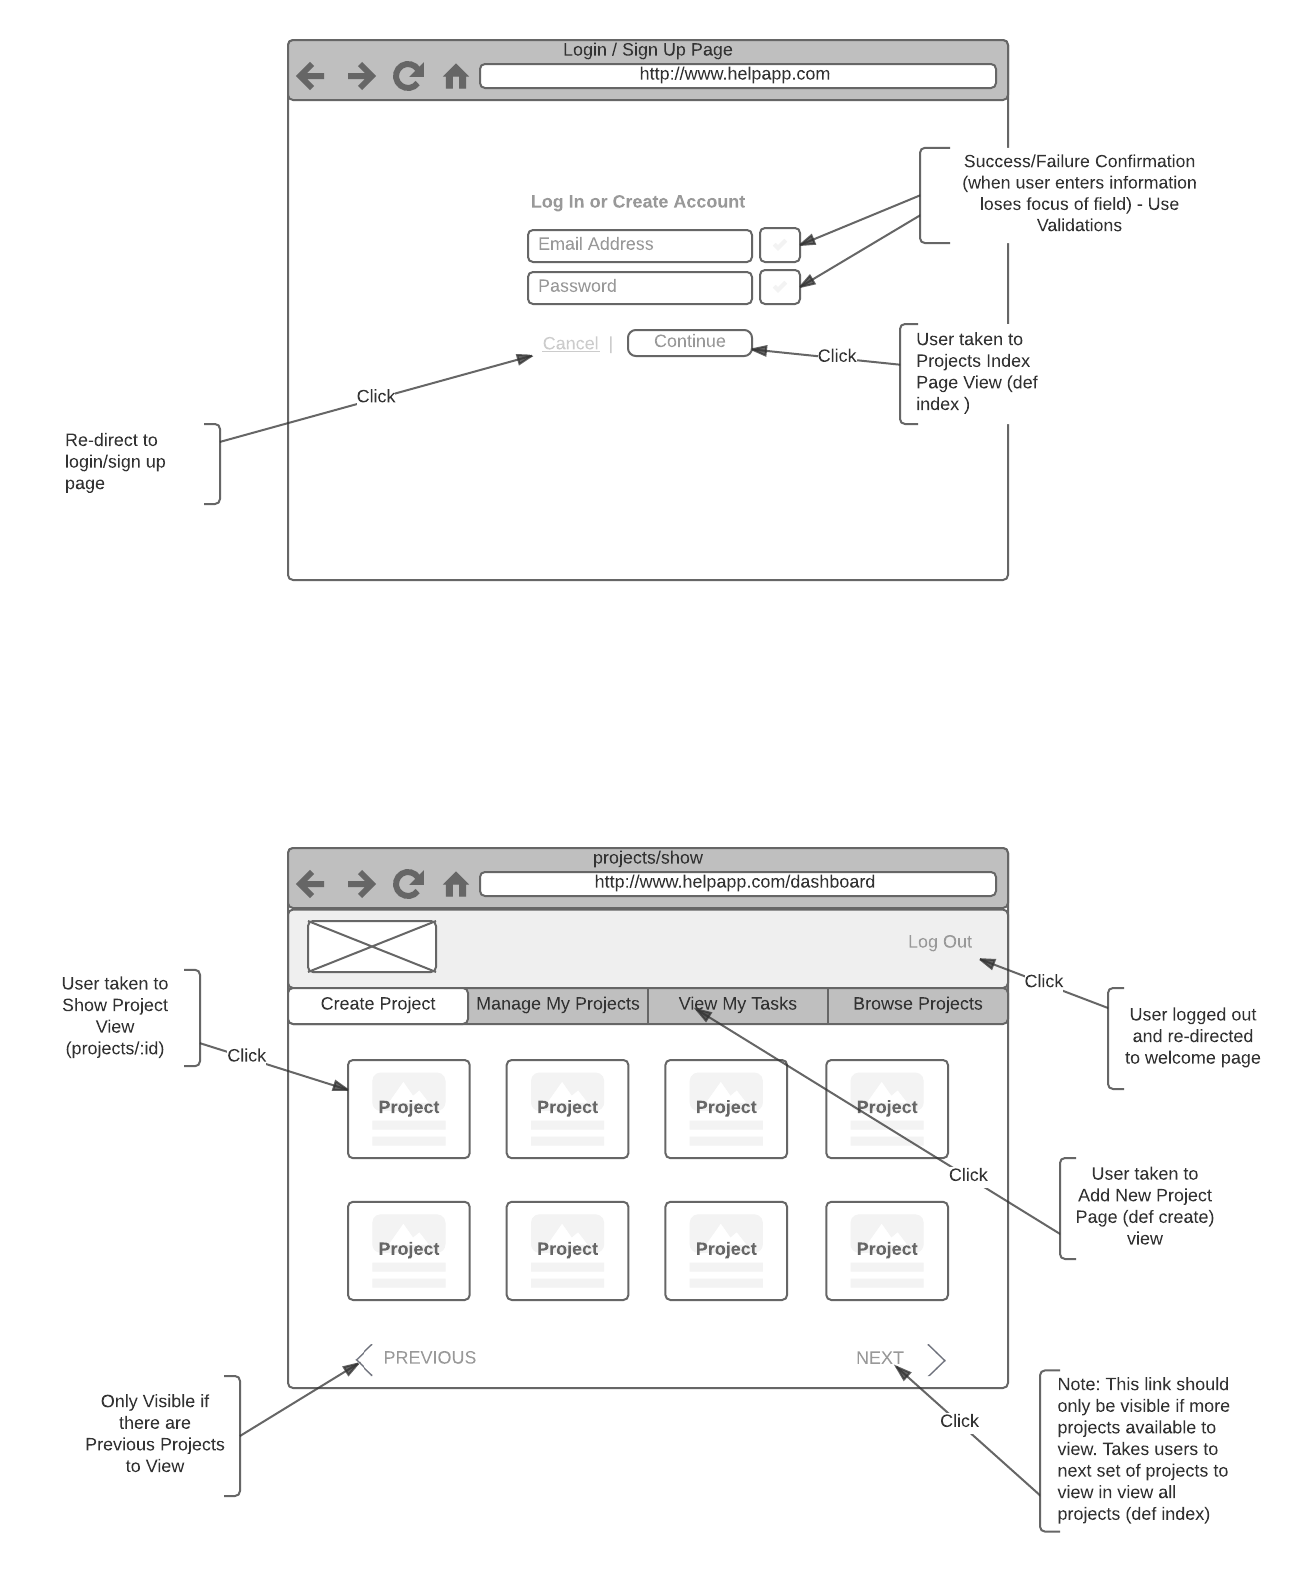 Login / Sign Up Page
http://www.helpapp.com
Success/Failure Confirmation
(when user enters information
loses focus of field) - Use
Validations
Log In or Create Account
Email Address
Password
Cancel | Continue
Click
User taken to
Projects Index
Page View (def
index )
Click
Re-direct to
login/sign up
page
projects/show
http://www.helpapp.com/dashboard
Log Out
Click
User logged out
and re-directed
to welcome page
Create Project
Manage My Projects
View My Tasks
Browse Projects
User taken to
Show Project
View
(projects/:id)
Click
Project
Project
Project
Project
Click
User taken to
Add New Project
Page (def create)
view
Project
Project
Project
Project
PREVIOUS
NEXT
Only Visible if
there are
Previous Projects
to View
Click
Note: This link should
only be visible if more
projects available to
view. Takes users to
next set of projects to
view in view all
projects (def index)